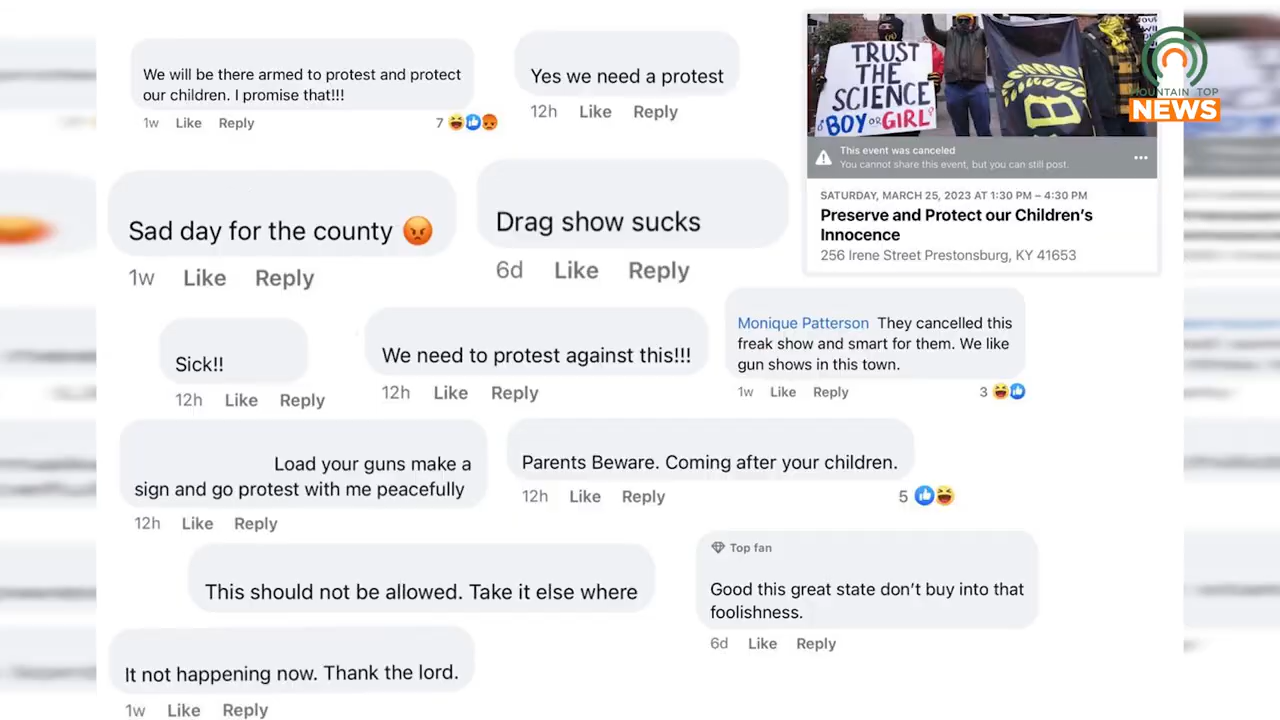 We will be there armed to protest and protect
our children. I promise that!!!
1w Like Reply 7
Yes we need a protest
12h Like Reply
TRUST
THE
SCIENCE
BOY OR GIRL
MOUNTAIN TOP
NEWS
This event was canceled
You cannot share this event, but you can still post.
SATURDAY, MARCH 25, 2023 AT 1:30 PM – 4:30 PM
Preserve and Protect our Children's
Innocence
256 Irene Street Prestonsburg, KY 41653
Sad day for the county 😡
1w Like Reply
Drag show sucks
6d Like Reply
Sick!!
12h Like Reply
We need to protest against this!!!
12h Like Reply
Monique Patterson They cancelled this
freak show and smart for them. We like
gun shows in this town.
1w Like Reply 3
Load your guns make a
sign and go protest with me peacefully
12h Like Reply
Parents Beware. Coming after your children.
12h Like Reply 5
This should not be allowed. Take it else where
Top fan
Good this great state don't buy into that
foolishness.
6d Like Reply
It not happening now. Thank the lord.
1w Like Reply